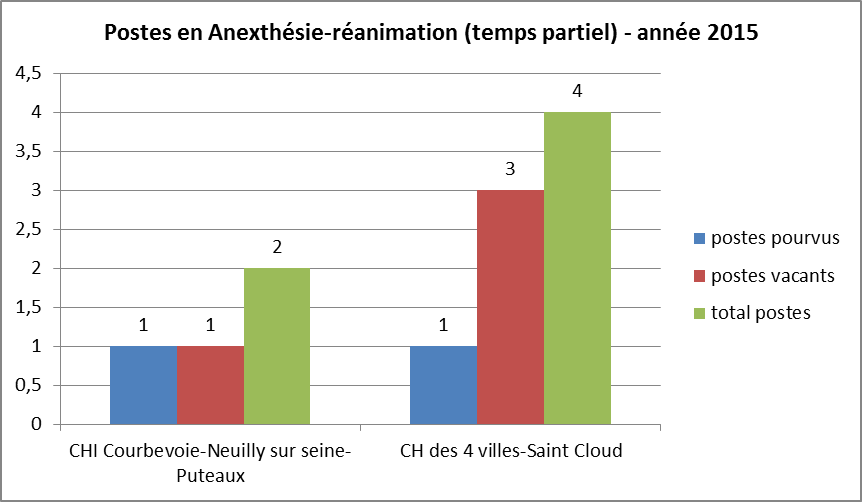 Postes en Anexthésie-réanimation (temps partiel) - année 2015
4,5
4
3,5
3
2,5
2
1,5
1
0,5
0
1
1
2
1
3
4
CHI Courbevoie-Neuilly sur seine-
Puteaux
CH des 4 villes-Saint Cloud
postes pourvus
postes vacants
total postes